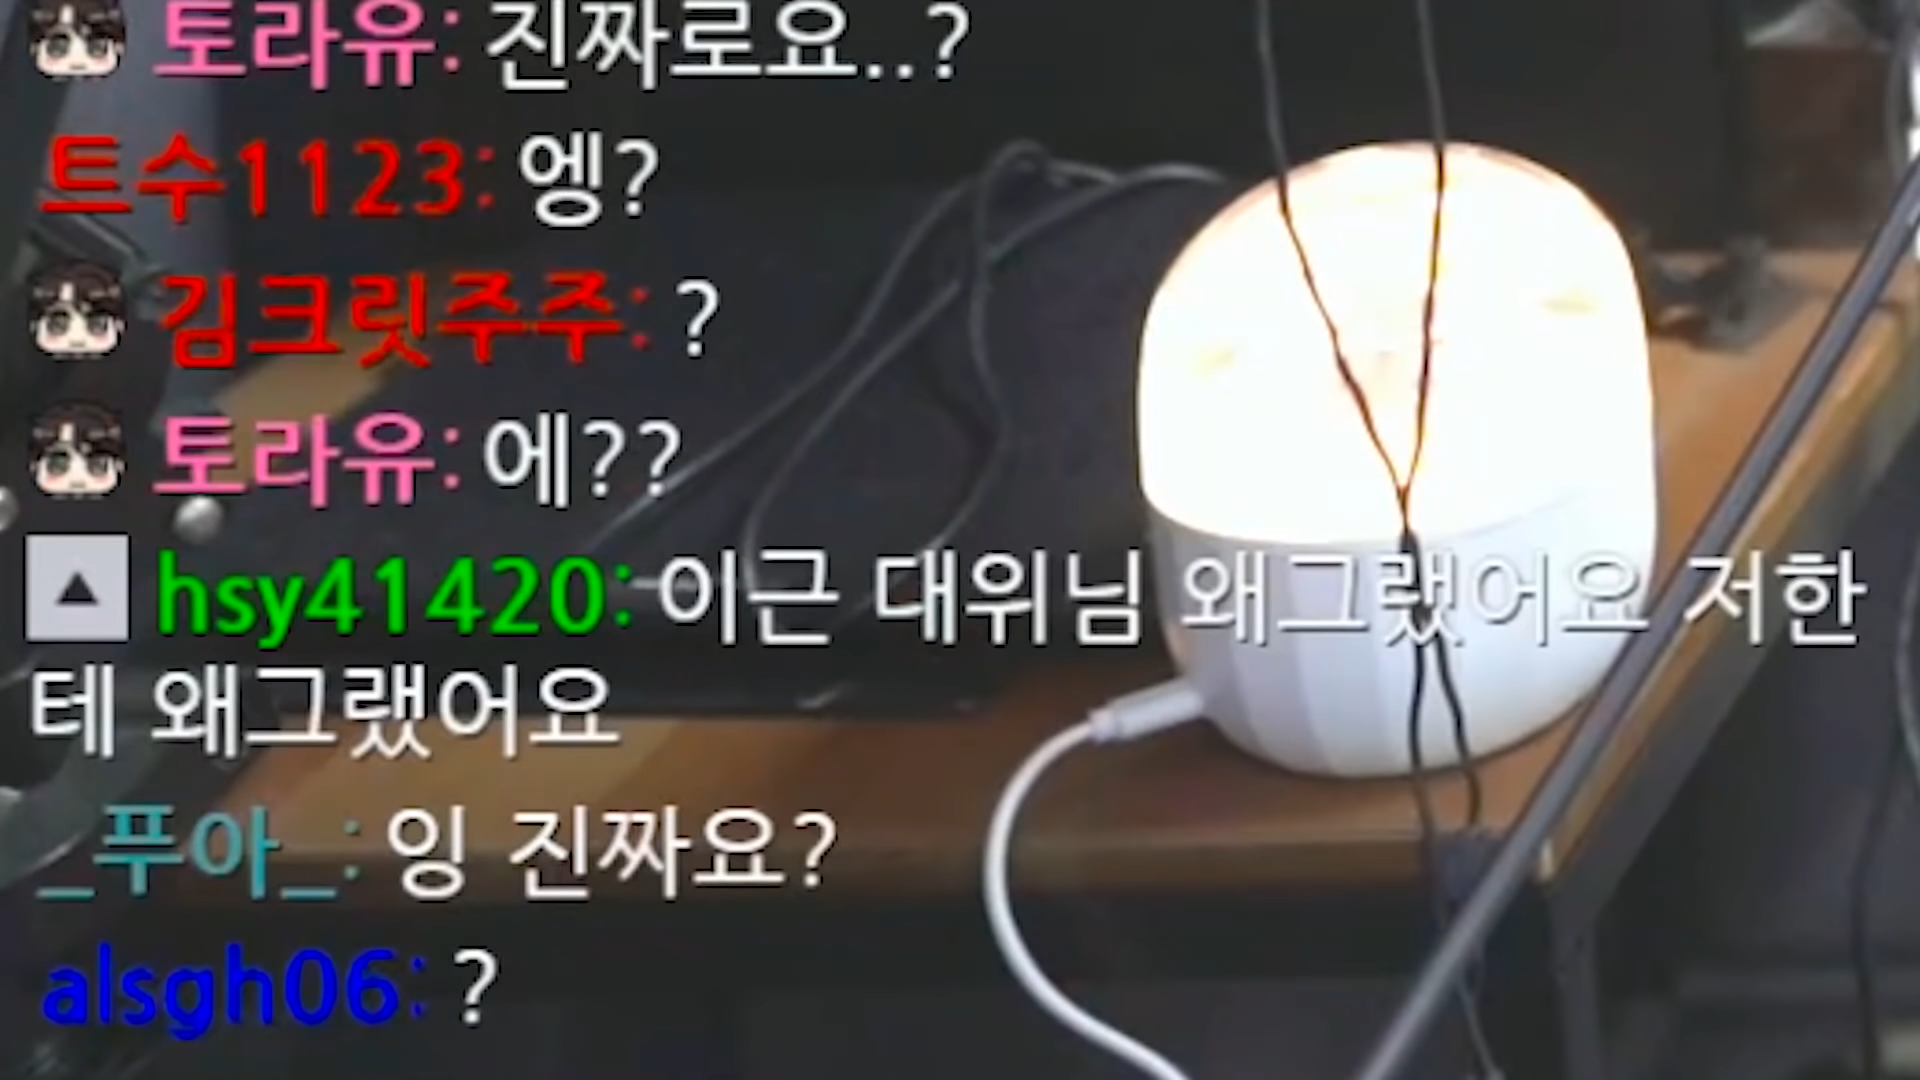 토라유: 진짜로요..?
트수1123: 엥?
김크릿주주: ?
토라유: 에??
hsy41420: 이근 대위님 왜그랬어요 저한
테 왜그랬어요
_푸아_: 잉 진짜요?
alsgh06: ?